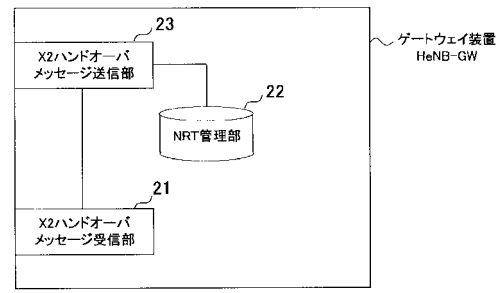 23
X2ハンドオーバ
メッセージ送信部
ゲートウェイ装置
HeNB-GW
22
NRT管理部
21
X2ハンドオーバ
メッセージ受信部